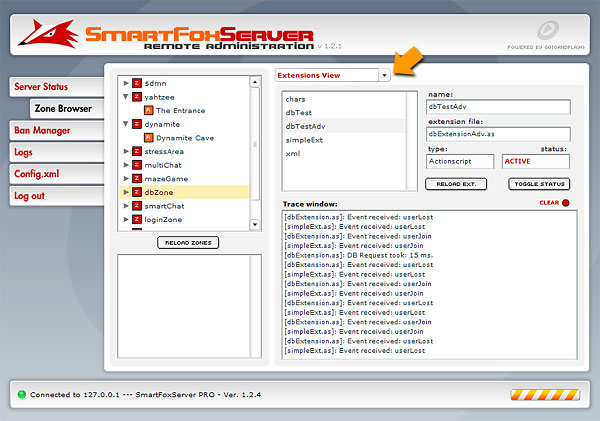 SMARTFOXSERVER
REMOTE ADMINISTRATION v 1.2.1
POWERED BY GOTOANDPLAY()
Server Status
Zone Browser
Ban Manager
Logs
Config.xml
Log out
$dmn
yahtzee
The Entrance
dynamite
Dynamite Cave
stressArea
multiChat
mazeGame
dbZone
smartChat
loginZone
RELOAD ZONES
Extensions View
chars
dbTest
dbTestAdv
simpleExt
xml
name:
dbTestAdv
extension file:
dbExtensionAdv.as
type: status:
Actionscript ACTIVE
RELOAD EXT. TOGGLE STATUS
Trace window: CLEAR
[dbExtension.as]: Event received: userLost
[simpleExt.as]: Event received: userLost
[simpleExt.as]: Event received: userJoin
[dbExtension.as]: DB Request took: 15 ms.
[dbExtension.as]: Event received: userLost
[simpleExt.as]: Event received: userLost
[dbExtension.as]: Event received: userJoin
[simpleExt.as]: Event received: userJoin
[dbExtension.as]: Event received: userLost
[simpleExt.as]: Event received: userLost
[dbExtension.as]: Event received: userJoin
[simpleExt.as]: Event received: userJoin
[dbExtension.as]: Event received: userLost
[simpleExt.as]: Event received: userLost
Connected to 127.0.0.1 --- SmartFoxServer PRO - Ver. 1.2.4